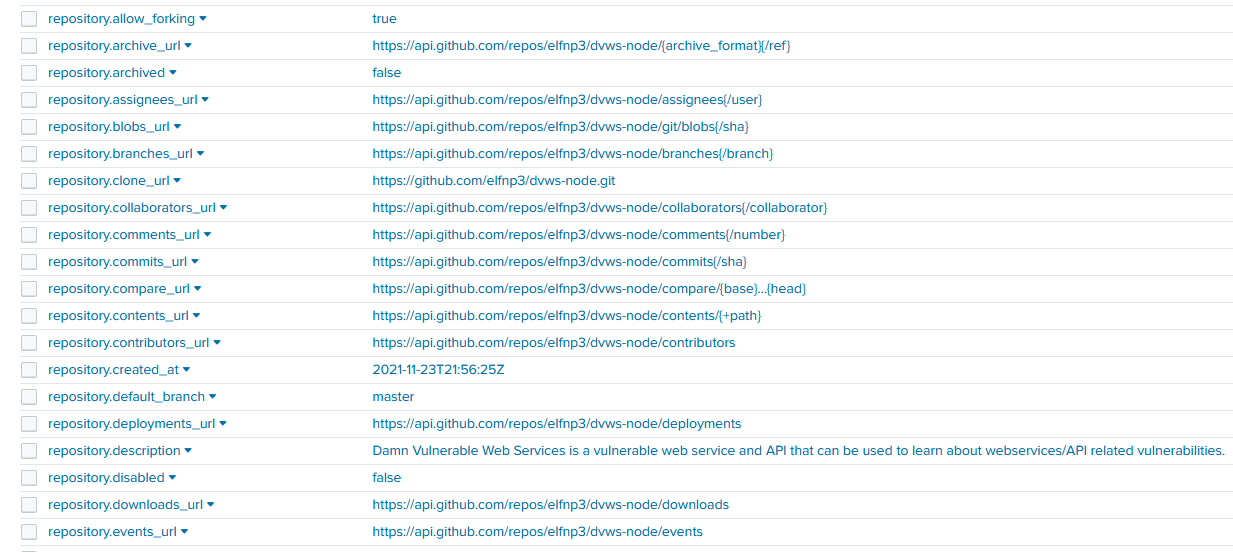 repository.allow_forking true
repository.archive_url https://api.github.com/repos/elfnp3/dvws-node/{archive_format}{/ref}
repository.archived false
repository.assignees_url https://api.github.com/repos/elfnp3/dvws-node/assignees{/user}
repository.blobs_url https://api.github.com/repos/elfnp3/dvws-node/git/blobs{/sha}
repository.branches_url https://api.github.com/repos/elfnp3/dvws-node/branches{/branch}
repository.clone_url https://github.com/elfnp3/dvws-node.git
repository.collaborators_url https://api.github.com/repos/elfnp3/dvws-node/collaborators{/collaborator}
repository.comments_url https://api.github.com/repos/elfnp3/dvws-node/comments{/number}
repository.commits_url https://api.github.com/repos/elfnp3/dvws-node/commits{/sha}
repository.compare_url https://api.github.com/repos/elfnp3/dvws-node/compare/{base}...{head}
repository.contents_url https://api.github.com/repos/elfnp3/dvws-node/contents/{+path}
repository.contributors_url https://api.github.com/repos/elfnp3/dvws-node/contributors
repository.created_at 2021-11-23T21:56:25Z
repository.default_branch master
repository.deployments_url https://api.github.com/repos/elfnp3/dvws-node/deployments
repository.description Damn Vulnerable Web Services is a vulnerable web service and API that can be used to learn about webservices/API related vulnerabilities.
repository.disabled false
repository.downloads_url https://api.github.com/repos/elfnp3/dvws-node/downloads
repository.events_url https://api.github.com/repos/elfnp3/dvws-node/events